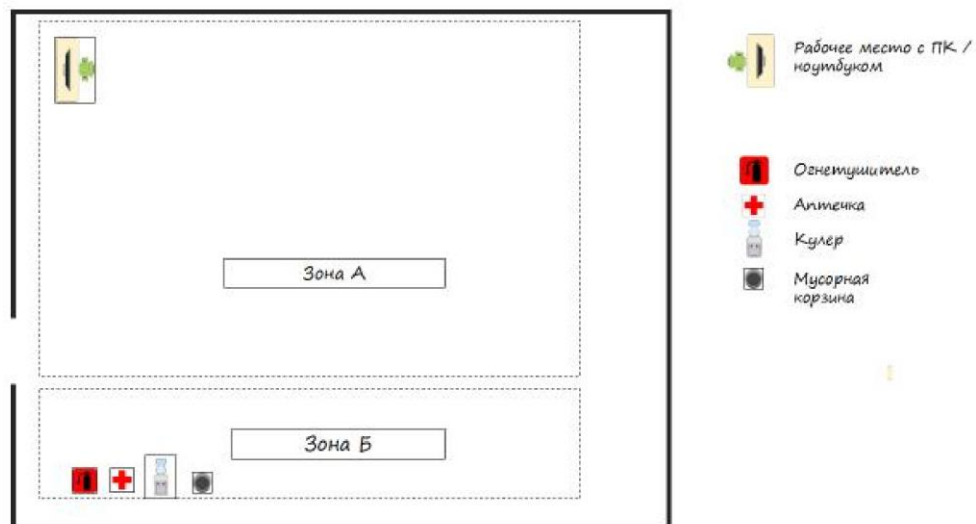 Рабочее место с ПК /
ноутбуком
Огнетушитель
Аптечка
Кулер
Зона А
Мусорная
корзина
Зона Б